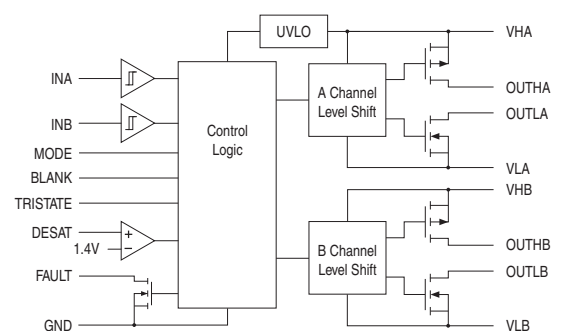 UVLO
VHA
INA
A Channel
Level Shift
OUTHA
OUTLA
INB
Control
Logic
MODE
VLA
BLANK
VHB
TRISTATE
DESAT
+
1.4V
−
B Channel
Level Shift
OUTHB
FAULT
OUTLB
GND
VLB